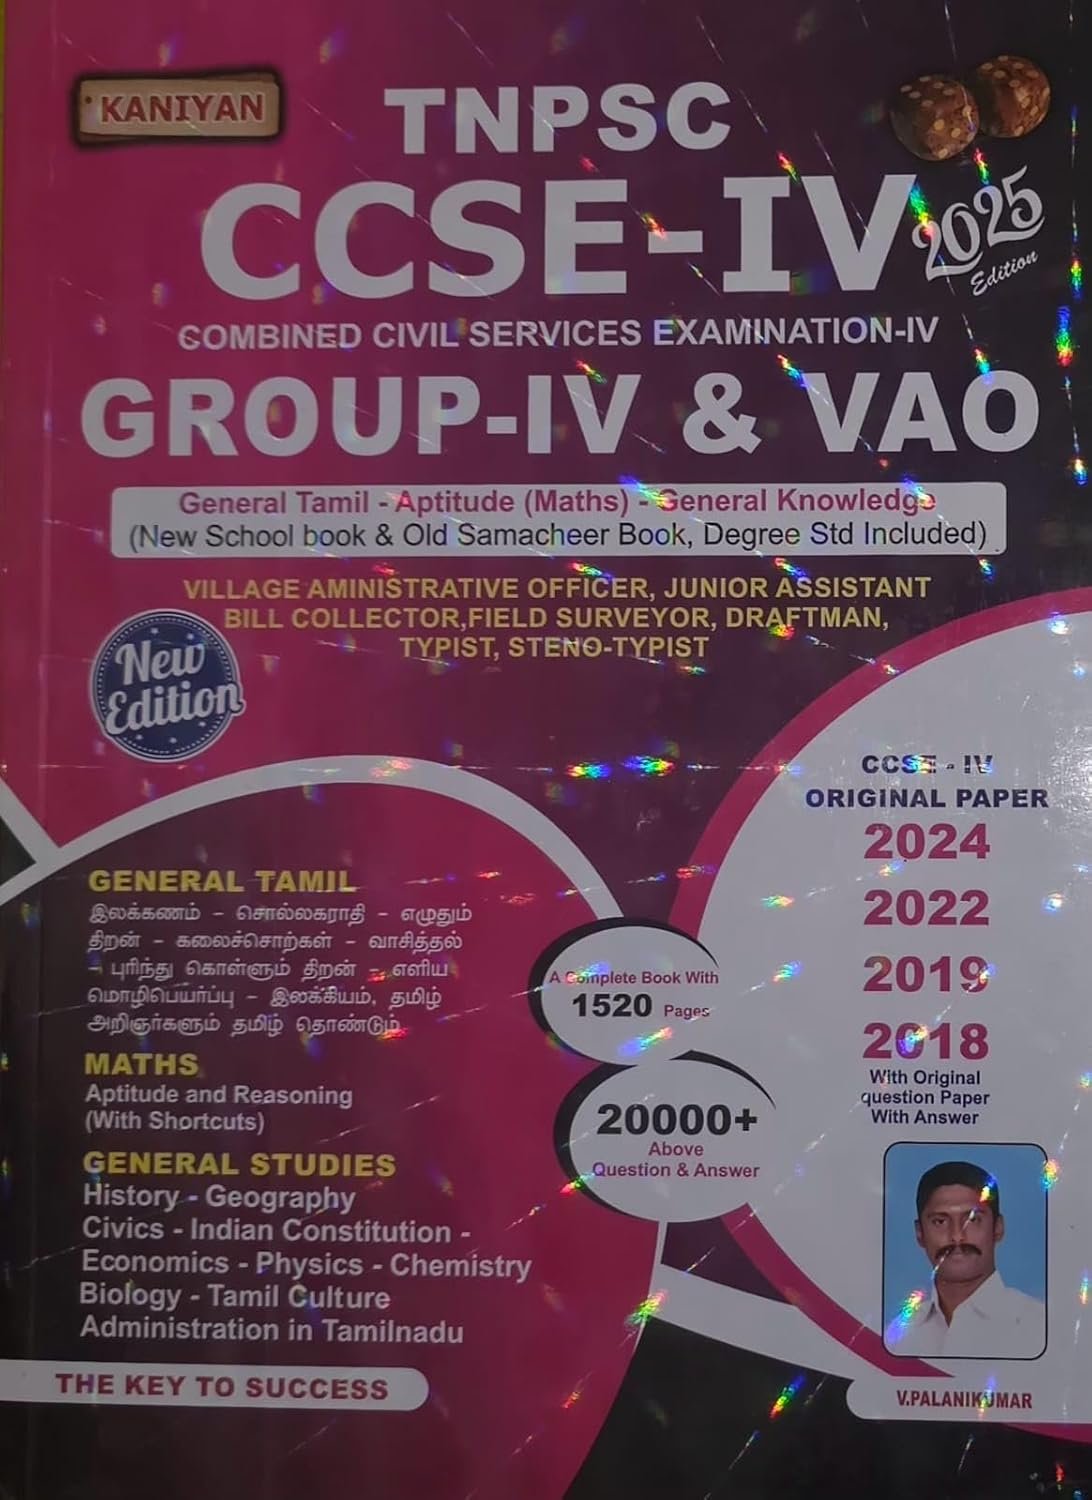 KANIYAN
TNPSC
CCSE-IV
2025
Edition
COMBINED CIVIL SERVICES EXAMINATION-IV
GROUP-IV & VAO
General Tamil - Aptitude (Maths) - General Knowledge
(New School book & Old Samacheer Book, Degree Std Included)
VILLAGE AMINISTRATIVE OFFICER, JUNIOR ASSISTANT
BILL COLLECTOR,FIELD SURVEYOR, DRAFTMAN,
TYPIST, STENO-TYPIST
New
Edition
CCSE - IV
ORIGINAL PAPER
2024
2022
2019
2018
With Original
question Paper
With Answer
GENERAL TAMIL
இலக்கணம் – சொல்லகராதி – எழுதும்
திறன் – கலைச்சொற்கள் – வாசித்தல்
– புரிந்து கொள்ளும் திறன் – எளிய
மொழிபெயர்ப்பு – இலக்கியம், தமிழ்
அறிஞர்களும் தமிழ் தொண்டும்
MATHS
Aptitude and Reasoning
(With Shortcuts)
GENERAL STUDIES
History - Geography
Civics - Indian Constitution -
Economics - Physics - Chemistry
Biology - Tamil Culture
Administration in Tamilnadu
A Complete Book With
1520 Pages
20000+
Above
Question & Answer
THE KEY TO SUCCESS
V.PALANIKUMAR